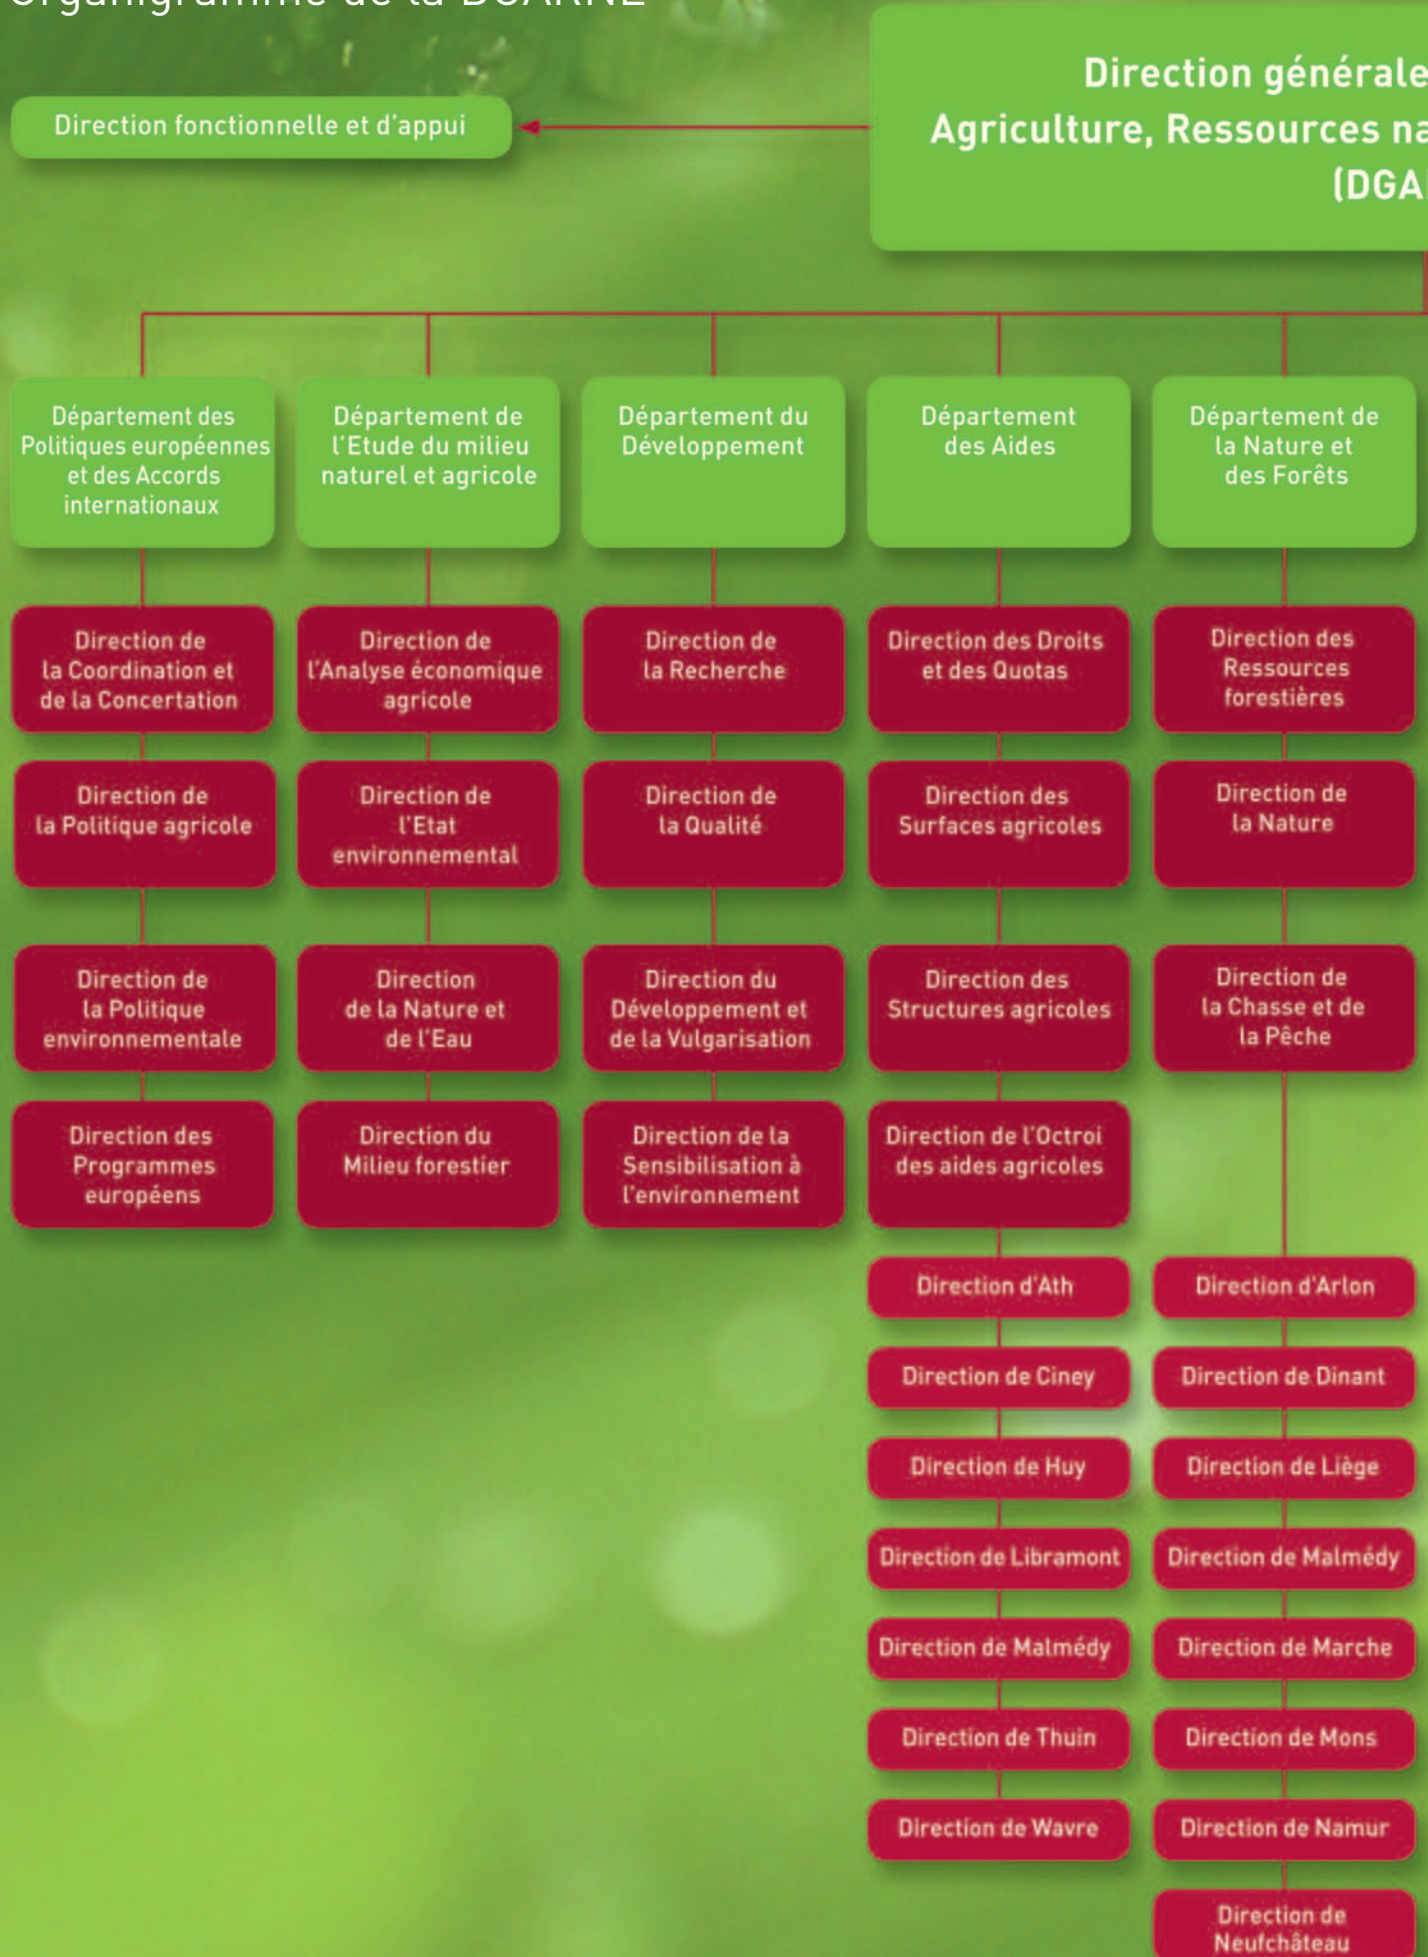 Organigramme de la DGARNE
Direction générale
Agriculture, Ressources na
(DGA
Direction fonctionnelle et d'appui
Département des
Politiques européennes
et des Accords
internationaux
Direction de
la Coordination et
de la Concertation
Direction de
la Politique agricole
Direction de
la Politique
environnementale
Direction des
Programmes
européens
Département de
l'Etude du milieu
naturel et agricole
Direction de
l'Analyse économique
agricole
Direction de
l'Etat
environnemental
Direction
de la Nature et
de l'Eau
Direction du
Milieu forestier
Département du
Développement
Direction de
la Recherche
Direction de
la Qualité
Direction du
Développement et
de la Vulgarisation
Direction de la
Sensibilisation à
l'environnement
Département
des Aides
Direction des Droits
et des Quotas
Direction des
Surfaces agricoles
Direction des
Structures agricoles
Direction de l'Octroi
des aides agricoles
Direction d'Ath
Direction de Ciney
Direction de Huy
Direction de Libramont
Direction de Malmédy
Direction de Thuin
Direction de Wavre
Département de
la Nature et
des Forêts
Direction des
Ressources
forestières
Direction de
la Nature
Direction de
la Chasse et de
la Pêche
Direction d'Arlon
Direction de Dinant
Direction de Liège
Direction de Malmédy
Direction de Marche
Direction de Mons
Direction de Namur
Direction de
Neufchâteau